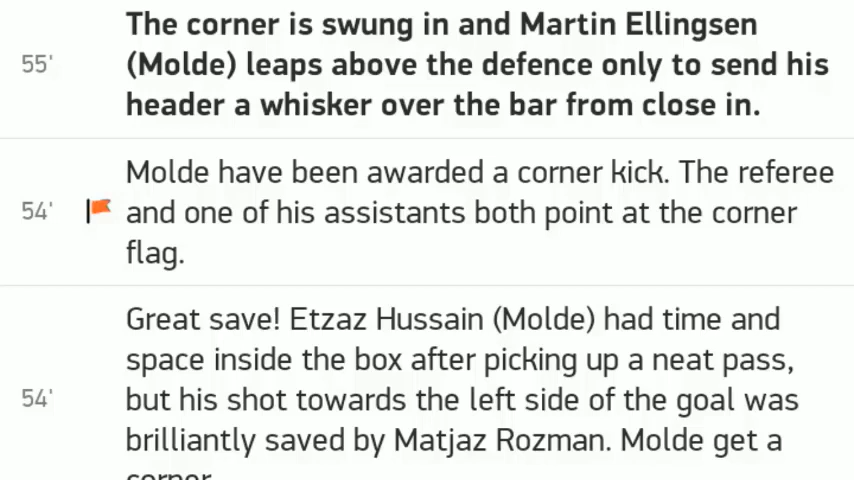 The corner is swung in and Martin Ellingsen
55'
(Molde) leaps above the defence only to send his
header a whisker over the bar from close in.
Molde have been awarded a corner kick. The referee
54'
and one of his assistants both point at the corner
flag.
Great save! Etzaz Hussain (Molde) had time and
space inside the box after picking up a neat pass,
54'
but his shot towards the left side of the goal was
brilliantly saved by Matjaz Rozman. Molde get a
corner